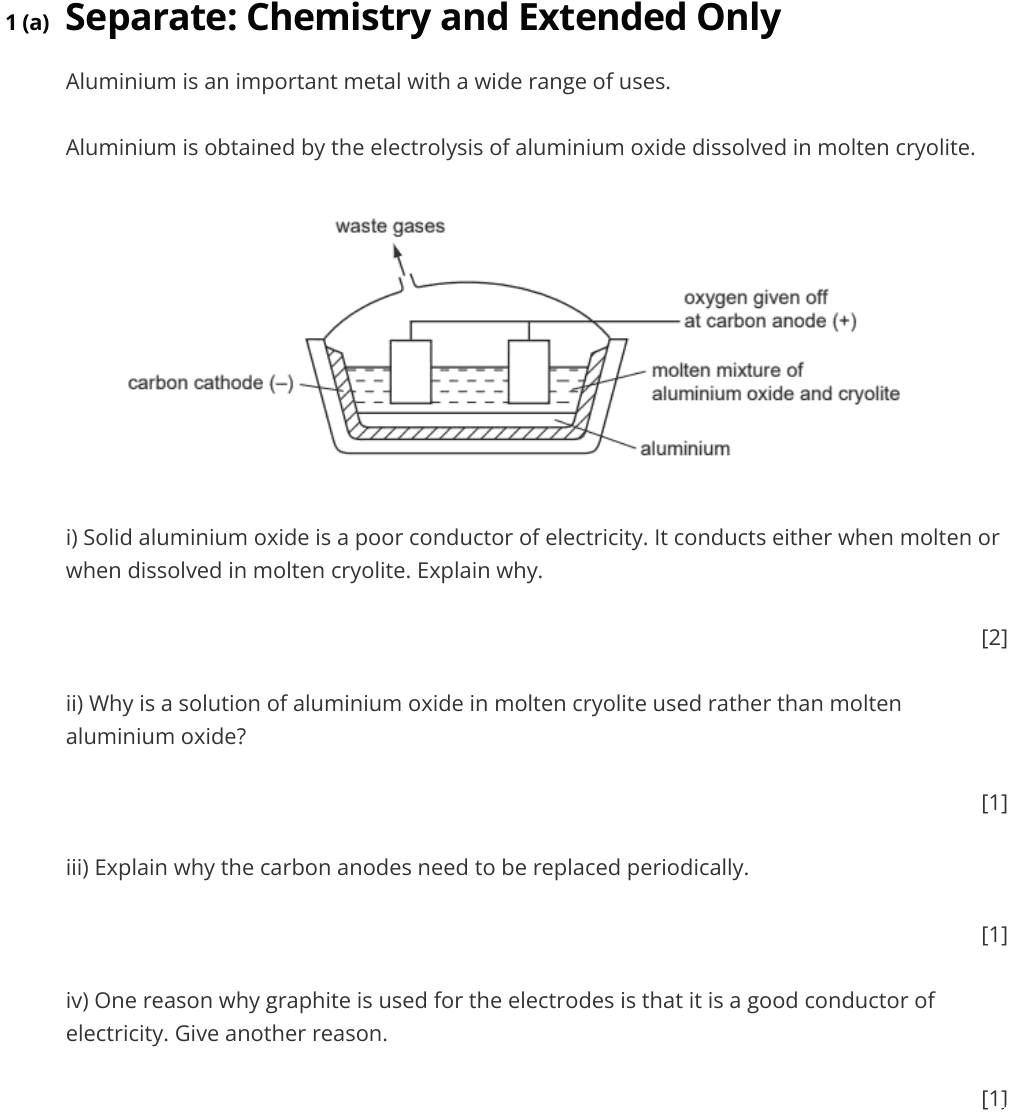 1 (a) Separate: Chemistry and Extended Only
Aluminium is an important metal with a wide range of uses.
Aluminium is obtained by the electrolysis of aluminium oxide dissolved in molten cryolite.
waste gases
oxygen given off
at carbon anode (+)
molten mixture of
aluminium oxide and cryolite
carbon cathode (–)
aluminium
i) Solid aluminium oxide is a poor conductor of electricity. It conducts either when molten or
when dissolved in molten cryolite. Explain why.
[2]
ii) Why is a solution of aluminium oxide in molten cryolite used rather than molten
aluminium oxide?
[1]
iii) Explain why the carbon anodes need to be replaced periodically.
[1]
iv) One reason why graphite is used for the electrodes is that it is a good conductor of
electricity. Give another reason.
[1]